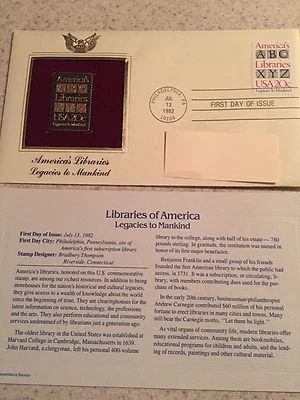 America's
Libraries
USA 20c
Legacies to Mankind
America's
ABC
Libraries
XYZ
USA 20c
Legacies to Mankind
PHILADELPHIA, PA
JUL
13
1982
19104
FIRST DAY OF ISSUE
America's Libraries
Legacies to Mankind
Libraries of America
Legacies to Mankind
First Day of Issue: July 13, 1982
First Day City: Philadelphia, Pennsylvania, site of
America's first subscription library
Stamp Designer: Bradbury Thompson
Riverside, Connecticut
America's libraries, honored on this U.S. commemorative
stamp, are among our richest resources. In addition to being
storehouses for the nation's historical and cultural legacies,
they give access to a wealth of knowledge about the world
since the beginning of time. They are clearinghouses for the
latest information on science, technology, the professions
and the arts. They also perform educational and community
services undreamed of by librarians just a generation ago.
The oldest library in the United States was established at
Harvard College in Cambridge, Massachusetts in 1639.
John Harvard, a clergyman, left his personal 400-volume
library to the college, along with half of his estate — 780
pounds sterling. In gratitude, the institution was named in
honor of its first major benefactor.
Benjamin Franklin and a small group of his friends
founded the first American library to which the public had
access, in 1731. It was a subscription, or circulating, li-
brary, with members contributing dues used for the pur-
chase of books.
In the early 20th century, businessman/philanthropist
Andrew Carnegie contributed $60 million of his personal
fortune to erect libraries in many cities and towns. Many
still bear the Carnegie motto, "Let there be light."
As vital organs of community life, modern libraries offer
many extended services. Among them are bookmobiles,
educational programs for children and adults, and the lend-
ing of records, paintings and other cultural material.
Commemorative Society